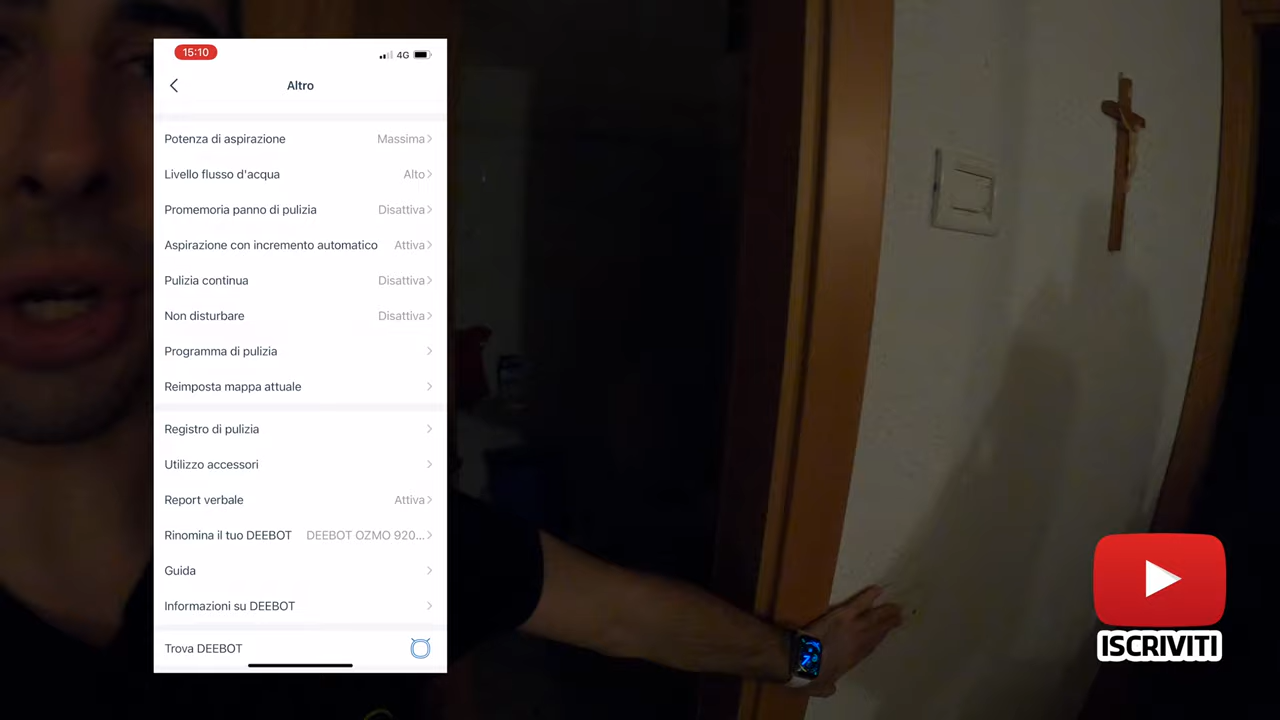 15:10
4G
Altro
Potenza di aspirazione Massima
Livello flusso d'acqua Alto
Promemoria panno di pulizia Disattiva
Aspirazione con incremento automatico Attiva
Pulizia continua Disattiva
Non disturbare Disattiva
Programma di pulizia
Reimposta mappa attuale
Registro di pulizia
Utilizzo accessori
Report verbale Attiva
Rinomina il tuo DEEBOT DEEBOT OZMO 920...
Guida
Informazioni su DEEBOT
Trova DEEBOT
ISCRIVITI